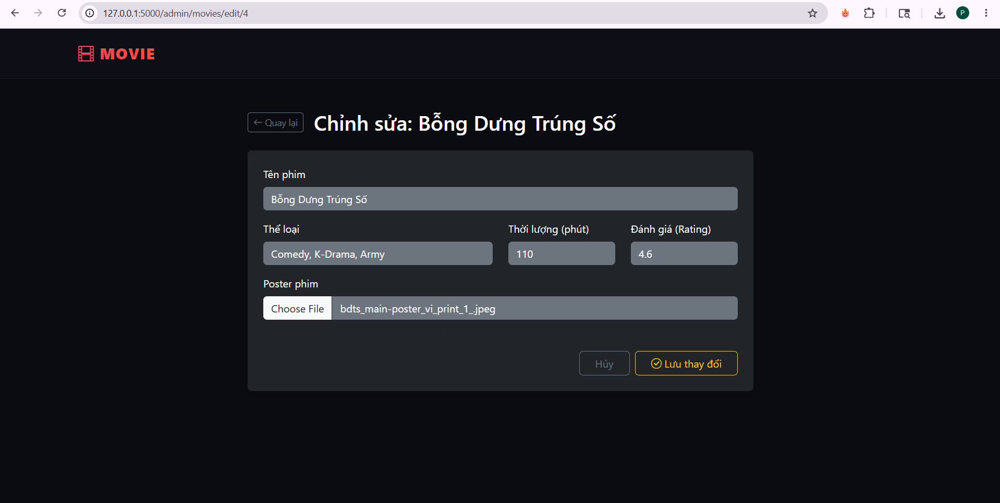 127.0.0.1:5000/admin/movies/edit/4
P
MOVIE
← Quay lại
Chỉnh sửa: Bỗng Dưng Trúng Số
Tên phim
Bỗng Dưng Trúng Số
Thể loại
Thời lượng (phút)
Đánh giá (Rating)
Comedy, K-Drama, Army
110
4.6
Poster phim
Choose File
bdts_main-poster_vi_print_1_.jpeg
Hủy
Lưu thay đổi